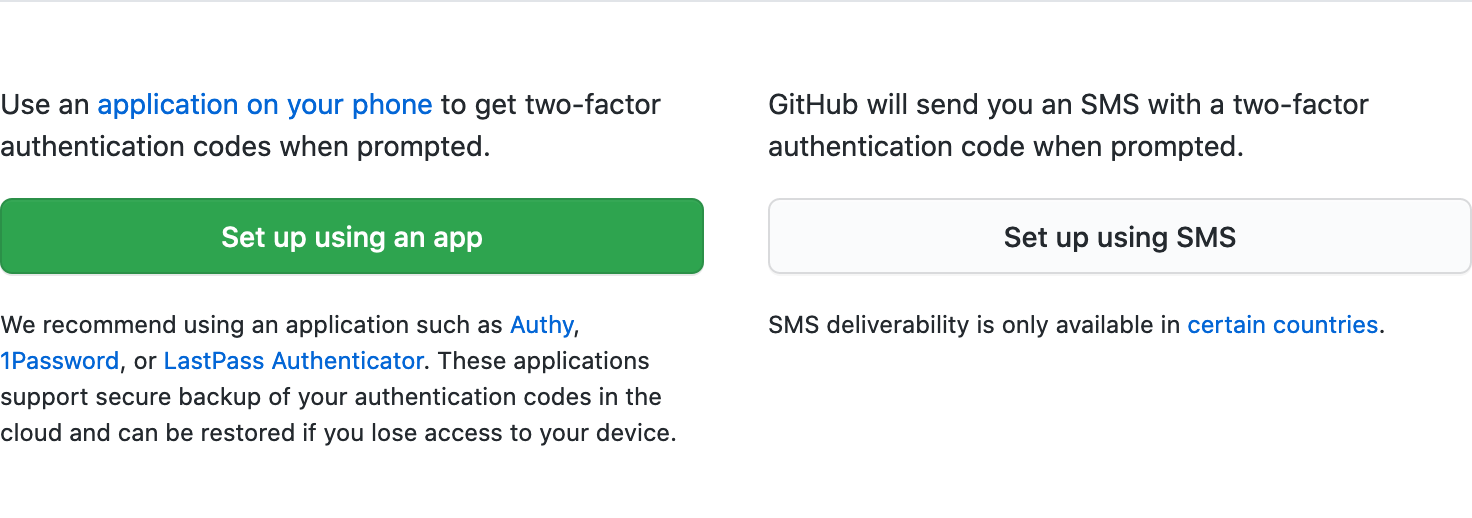 Use an application on your phone to get two-factor
authentication codes when prompted.
Set up using an app
We recommend using an application such as Authy,
1Password, or LastPass Authenticator. These applications
support secure backup of your authentication codes in the
cloud and can be restored if you lose access to your device.
GitHub will send you an SMS with a two-factor
authentication code when prompted.
Set up using SMS
SMS deliverability is only available in certain countries.